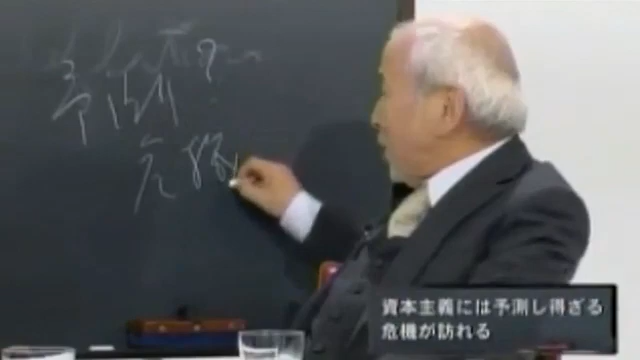 予測
危機
資本主義には予測し得ざる
危機が訪れる